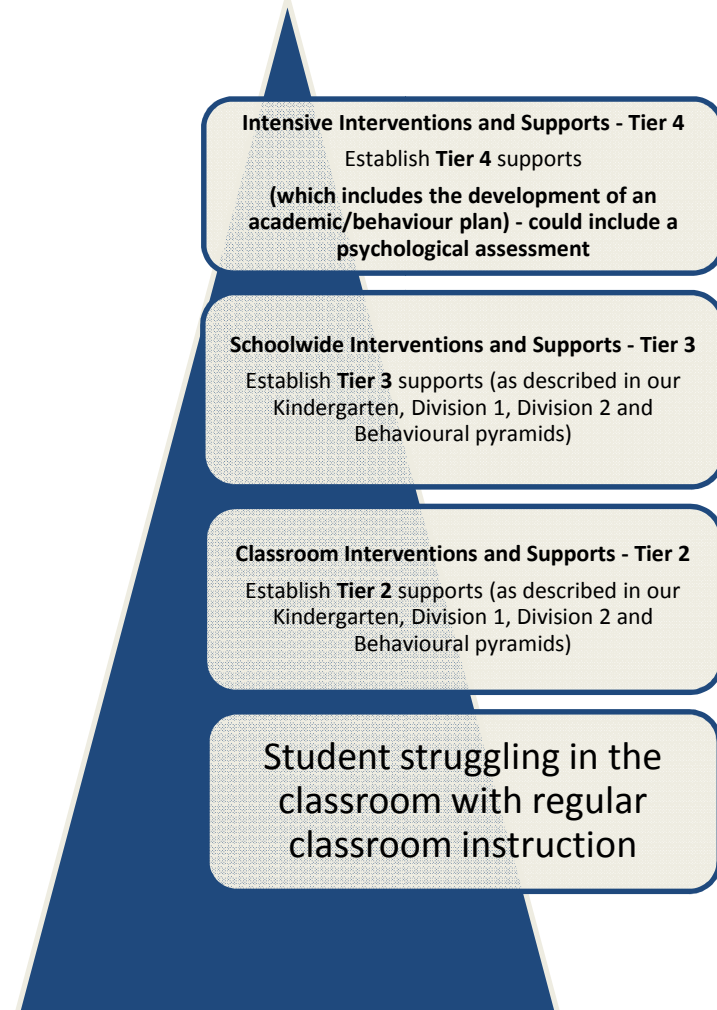 Intensive Interventions and Supports - Tier 4
Establish Tier 4 supports
(which includes the development of an
academic/behaviour plan) - could include a
psychological assessment
Schoolwide Interventions and Supports - Tier 3
Establish Tier 3 supports (as described in our
Kindergarten, Division 1, Division 2 and
Behavioural pyramids)
Classroom Interventions and Supports - Tier 2
Establish Tier 2 supports (as described in our
Kindergarten, Division 1, Division 2 and
Behavioural pyramids)
Student struggling in the
classroom with regular
classroom instruction